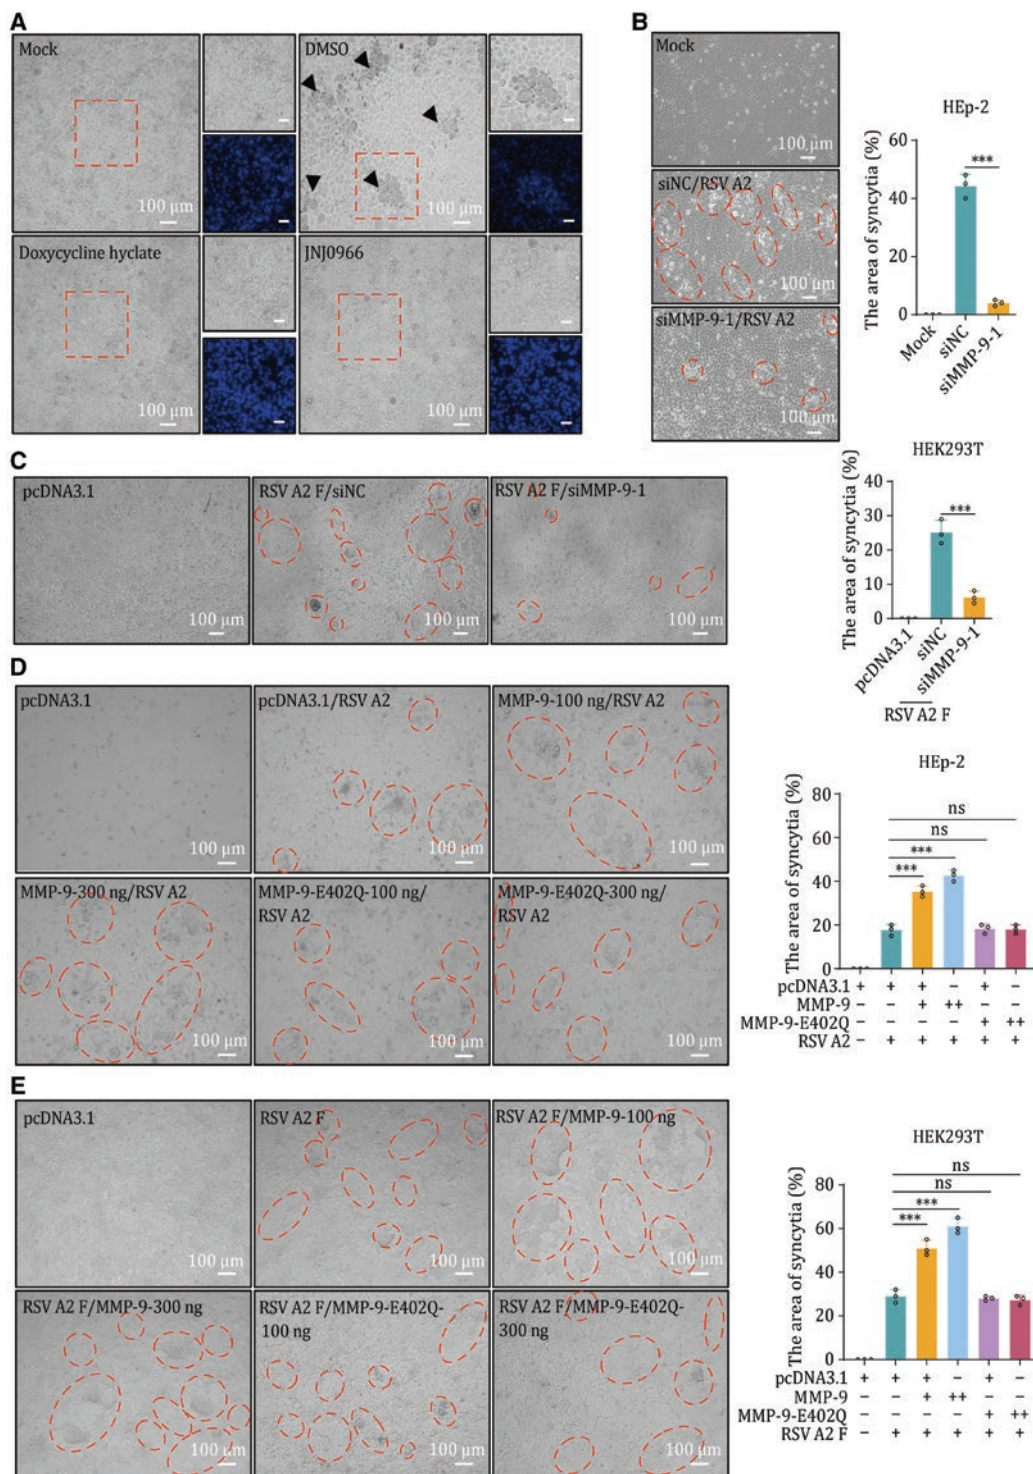 A
Mock
100 μm
DMSO
100 μm
Doxycycline hyclate
100 μm
JNJ0966
100 μm
B
Mock
100 μm
siNC/RSV A2
100 μm
siMMP-9-1/RSV A2
100 μm
HEp-2
The area of syncytia (%)
60
40
20
0
***
Mock
siNC
siMMP-9-1
C
pcDNA3.1
100 μm
RSV A2 F/siNC
100 μm
RSV A2 F/siMMP-9-1
100 μm
HEK293T
The area of syncytia (%)
40
30
20
10
0
***
pcDNA3.1
siNC
siMMP-9-1
RSV A2 F
D
pcDNA3.1
100 μm
pcDNA3.1/RSV A2
100 μm
MMP-9-100 ng/RSV A2
100 μm
MMP-9-300 ng/RSV A2
100 μm
MMP-9-E402Q-100 ng/
RSV A2
100 μm
MMP-9-E402Q-300 ng/
RSV A2
100 μm
HEp-2
The area of syncytia (%)
80
60
40
20
0
ns
ns
***
***
pcDNA3.1 + + + − + −
MMP-9 − − + ++ − −
MMP-9-E402Q − − − − + ++
RSV A2 − + + + + +
E
pcDNA3.1
100 μm
RSV A2 F
100 μm
RSV A2 F/MMP-9-100 ng
100 μm
RSV A2 F/MMP-9-300 ng
100 μm
RSV A2 F/MMP-9-E402Q-
100 ng
100 μm
RSV A2 F/MMP-9-E402Q-
300 ng
100 μm
HEK293T
The area of syncytia (%)
80
60
40
20
0
ns
ns
***
***
pcDNA3.1 + + + − + −
MMP-9 − − + ++ − −
MMP-9-E402Q − − − − + ++
RSV A2 F − + + + + +